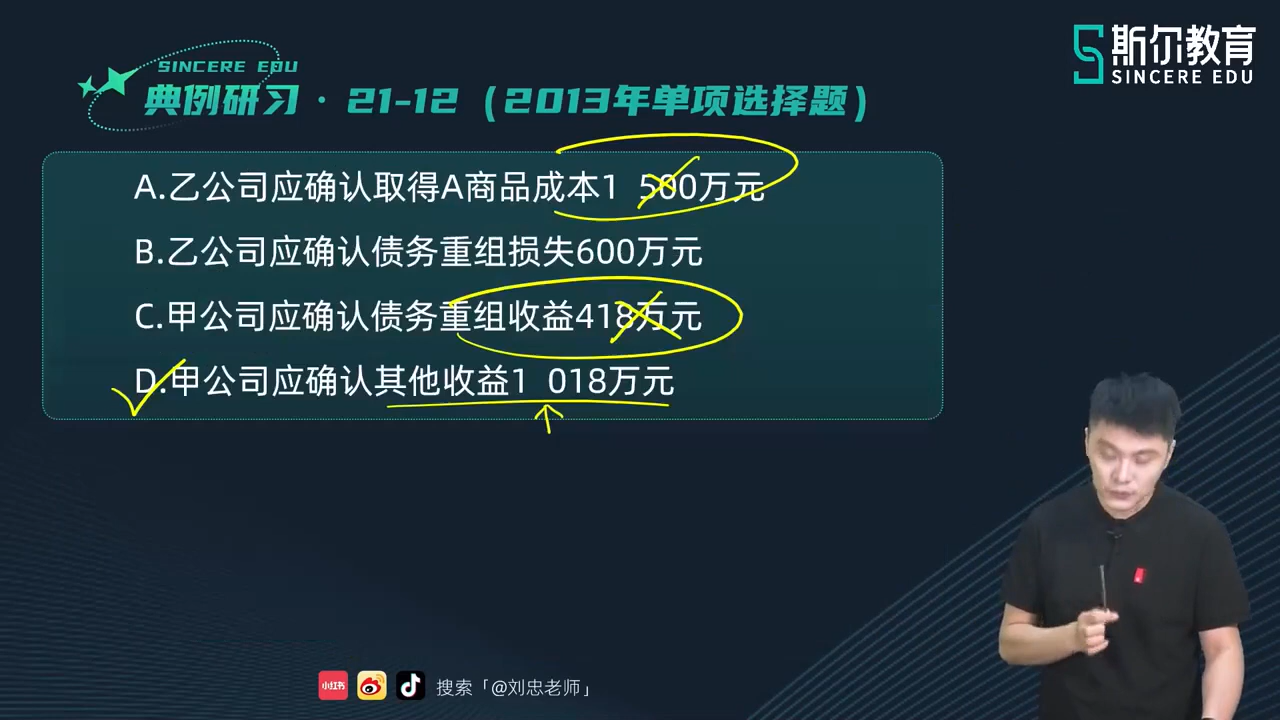 斯尔教育
SINCERE EDU
SINCERE EDU
典例研习·21-12（2013年单项选择题）
A.乙公司应确认取得A商品成本1 500万元
B.乙公司应确认债务重组损失600万元
C.甲公司应确认债务重组收益418万元
D.甲公司应确认其他收益1 018万元
小红书
搜索「@刘忠老师」